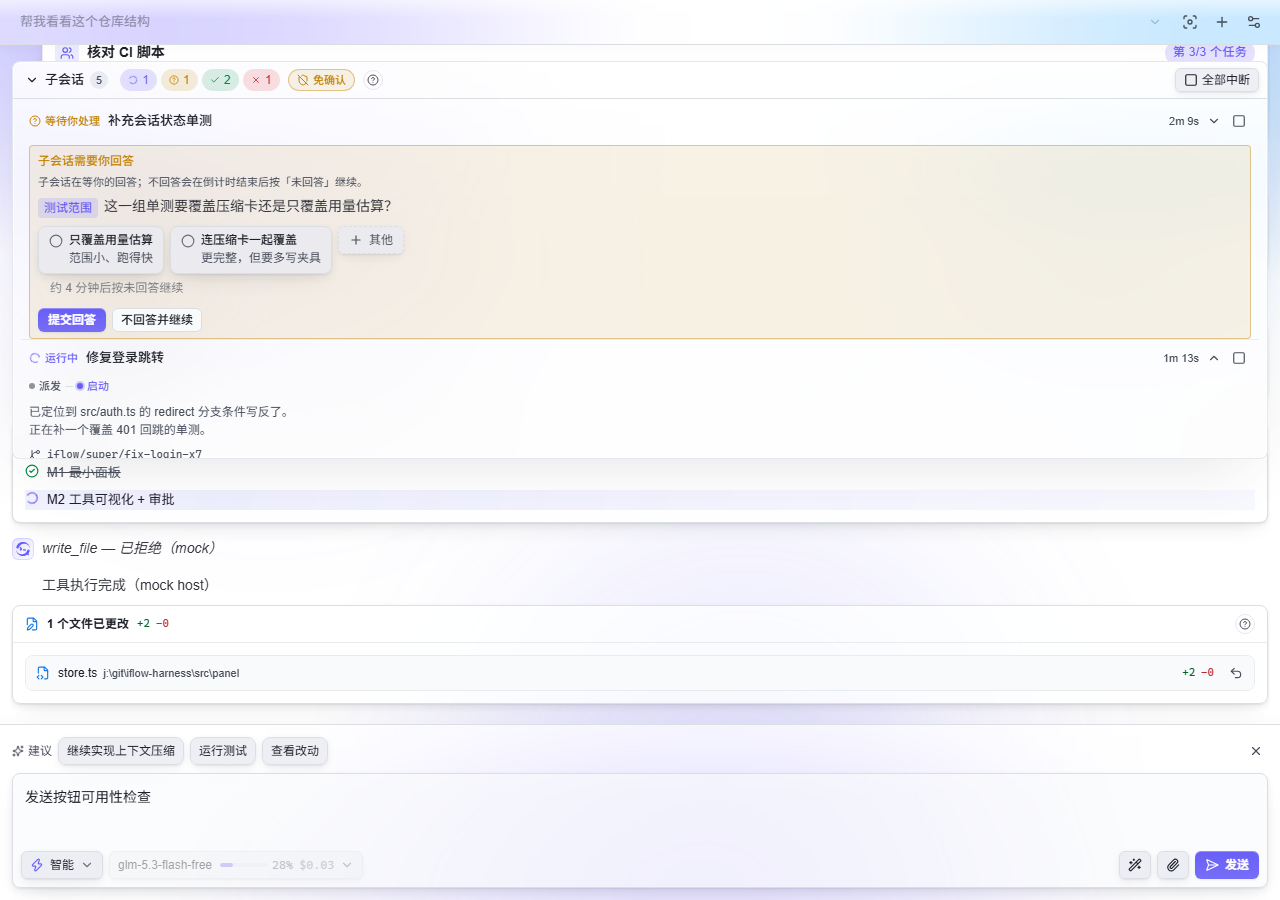 帮我看看这个仓库结构
核对 CI 脚本
第 3/3 个任务
子会话 5 1 1 2 1 免确认
全部中断
等待你处理 补充会话状态单测
2m 9s
子会话需要你回答
子会话在等你的回答；不回答会在倒计时结束后按「未回答」继续。
测试范围 这一组单测要覆盖压缩卡还是只覆盖用量估算？
只覆盖用量估算
范围小、跑得快
连压缩卡一起覆盖
更完整，但要多写夹具
其他
约 4 分钟后按未回答继续
提交回答 不回答并继续
运行中 修复登录跳转
1m 13s
派发 启动
已定位到 src/auth.ts 的 redirect 分支条件写反了。
正在补一个覆盖 401 回跳的单测。
iflow/super/fix-login-x7
M1 最小面板
M2 工具可视化 + 审批
write_file — 已拒绝（mock）
工具执行完成（mock host）
1 个文件已更改 +2 −0
store.ts j:\git\iflow-harness\src\panel
+2 −0
建议 继续实现上下文压缩 运行测试 查看改动
发送按钮可用性检查
智能 glm-5.3-flash-free 28% $0.03
发送